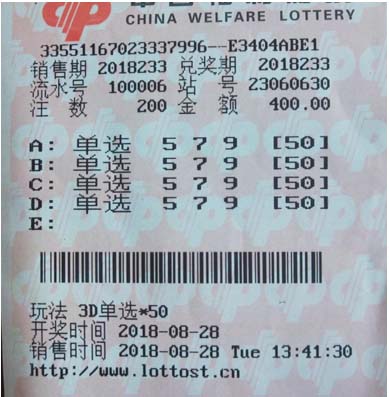 CHINA WELFARE LOTTERY
33551167023337996--E3404ABE1
销售期 2018233 兑奖期 2018233
流水号 100006 站 号 23060630
注 数 200 金 额 400.00
A: 单选 5 7 9 [50]
B: 单选 5 7 9 [50]
C: 单选 5 7 9 [50]
D: 单选 5 7 9 [50]
E:
玩法 3D单选*50
开奖时间 2018-08-28
销售时间 2018-08-28 Tue 13:41:30
http://www.lottost.cn